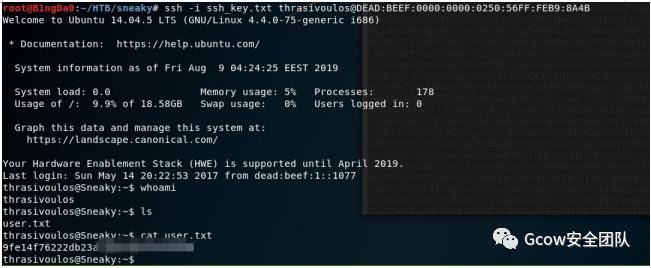 root@B1ngDa0:~/HTB/sneaky# ssh -i ssh_key.txt thrasivoulos@DEAD:BEEF:0000:0000:0250:56FF:FEB9:8A4B
Welcome to Ubuntu 14.04.5 LTS (GNU/Linux 4.4.0-75-generic i686)
* Documentation: https://help.ubuntu.com/
System information as of Fri Aug 9 04:24:25 EEST 2019
System load: 0.0 Memory usage: 5% Processes: 178
Usage of /: 9.9% of 18.58GB Swap usage: 0% Users logged in: 0
Graph this data and manage this system at:
https://landscape.canonical.com/
Your Hardware Enablement Stack (HWE) is supported until April 2019.
Last login: Sun May 14 20:22:53 2017 from dead:beef:1::1077
thrasivoulos@Sneaky:~$ whoami
thrasivoulos
thrasivoulos@Sneaky:~$ ls
user.txt
thrasivoulos@Sneaky:~$ cat user.txt
9fe14f76222db23a
thrasivoulos@Sneaky:~$
Gcow安全团队